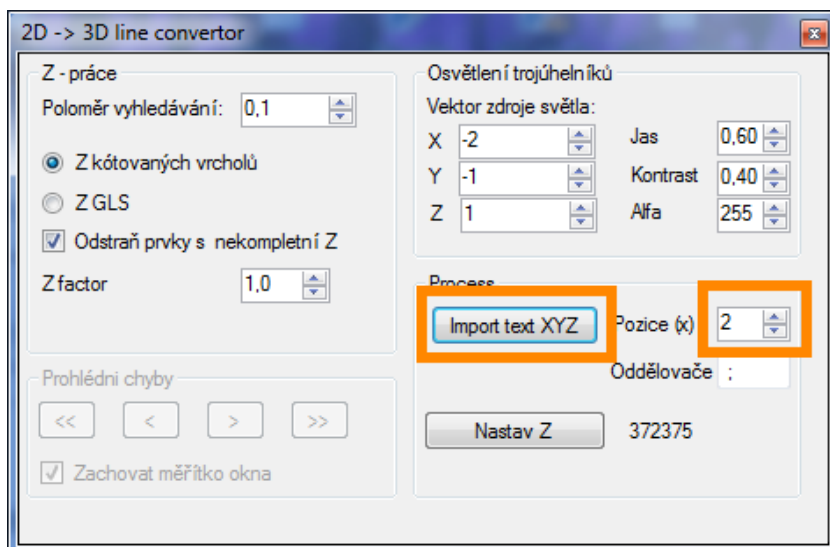 2D -> 3D line convertor
Z - práce
Poloměr vyhledávání: 0,1
Z kótovaných vrcholů
Z GLS
Odstraň prvky s nekompletní Z
Z factor 1,0
Prohlédni chyby
<< < > >>
Zachovat měřítko okna
Osvětlení trojúhelníků
Vektor zdroje světla:
X -2 Jas 0,60
Y -1 Kontrast 0,40
Z 1 Alfa 255
Process
Import text XYZ Pozice (x) 2
Oddělovače ;
Nastav Z 372375